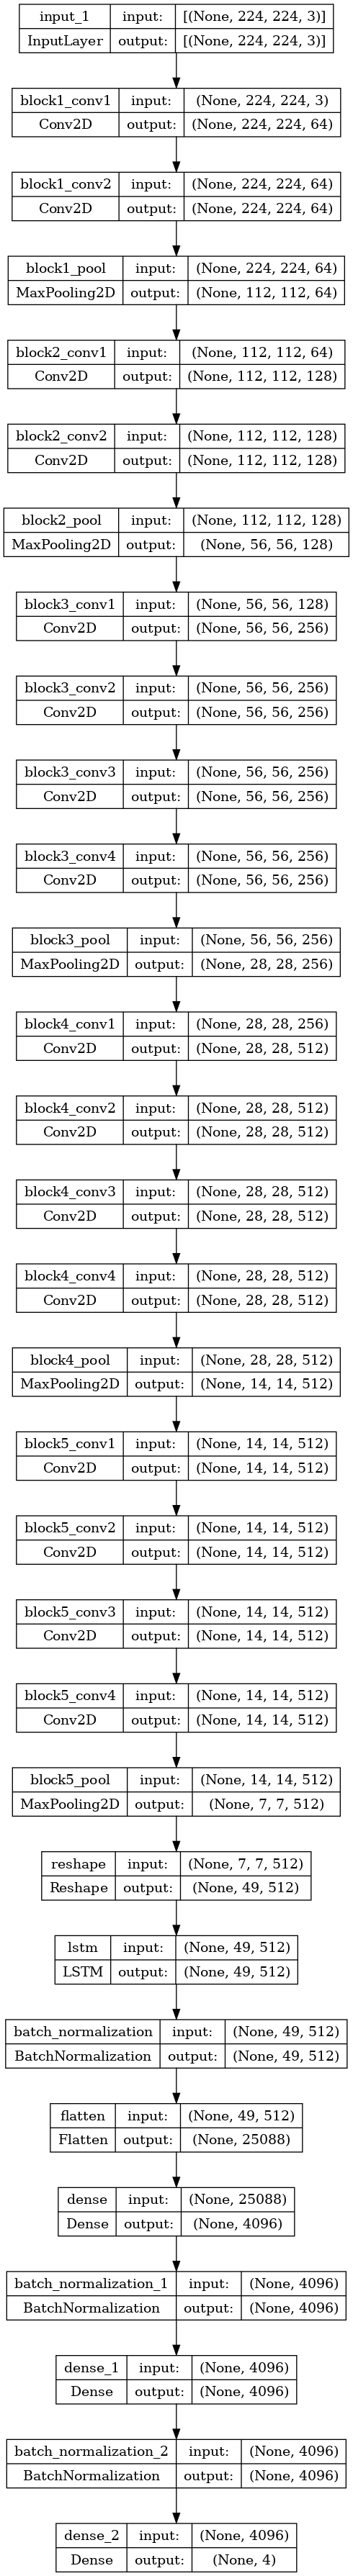 input_1 input: [(None, 224, 224, 3)]
InputLayer output: [(None, 224, 224, 3)]
block1_conv1 input: (None, 224, 224, 3)
Conv2D output: (None, 224, 224, 64)
block1_conv2 input: (None, 224, 224, 64)
Conv2D output: (None, 224, 224, 64)
block1_pool input: (None, 224, 224, 64)
MaxPooling2D output: (None, 112, 112, 64)
block2_conv1 input: (None, 112, 112, 64)
Conv2D output: (None, 112, 112, 128)
block2_conv2 input: (None, 112, 112, 128)
Conv2D output: (None, 112, 112, 128)
block2_pool input: (None, 112, 112, 128)
MaxPooling2D output: (None, 56, 56, 128)
block3_conv1 input: (None, 56, 56, 128)
Conv2D output: (None, 56, 56, 256)
block3_conv2 input: (None, 56, 56, 256)
Conv2D output: (None, 56, 56, 256)
block3_conv3 input: (None, 56, 56, 256)
Conv2D output: (None, 56, 56, 256)
block3_conv4 input: (None, 56, 56, 256)
Conv2D output: (None, 56, 56, 256)
block3_pool input: (None, 56, 56, 256)
MaxPooling2D output: (None, 28, 28, 256)
block4_conv1 input: (None, 28, 28, 256)
Conv2D output: (None, 28, 28, 512)
block4_conv2 input: (None, 28, 28, 512)
Conv2D output: (None, 28, 28, 512)
block4_conv3 input: (None, 28, 28, 512)
Conv2D output: (None, 28, 28, 512)
block4_conv4 input: (None, 28, 28, 512)
Conv2D output: (None, 28, 28, 512)
block4_pool input: (None, 28, 28, 512)
MaxPooling2D output: (None, 14, 14, 512)
block5_conv1 input: (None, 14, 14, 512)
Conv2D output: (None, 14, 14, 512)
block5_conv2 input: (None, 14, 14, 512)
Conv2D output: (None, 14, 14, 512)
block5_conv3 input: (None, 14, 14, 512)
Conv2D output: (None, 14, 14, 512)
block5_conv4 input: (None, 14, 14, 512)
Conv2D output: (None, 14, 14, 512)
block5_pool input: (None, 14, 14, 512)
MaxPooling2D output: (None, 7, 7, 512)
reshape input: (None, 7, 7, 512)
Reshape output: (None, 49, 512)
lstm input: (None, 49, 512)
LSTM output: (None, 49, 512)
batch_normalization input: (None, 49, 512)
BatchNormalization output: (None, 49, 512)
flatten input: (None, 49, 512)
Flatten output: (None, 25088)
dense input: (None, 25088)
Dense output: (None, 4096)
batch_normalization_1 input: (None, 4096)
BatchNormalization output: (None, 4096)
dense_1 input: (None, 4096)
Dense output: (None, 4096)
batch_normalization_2 input: (None, 4096)
BatchNormalization output: (None, 4096)
dense_2 input: (None, 4096)
Dense output: (None, 4)